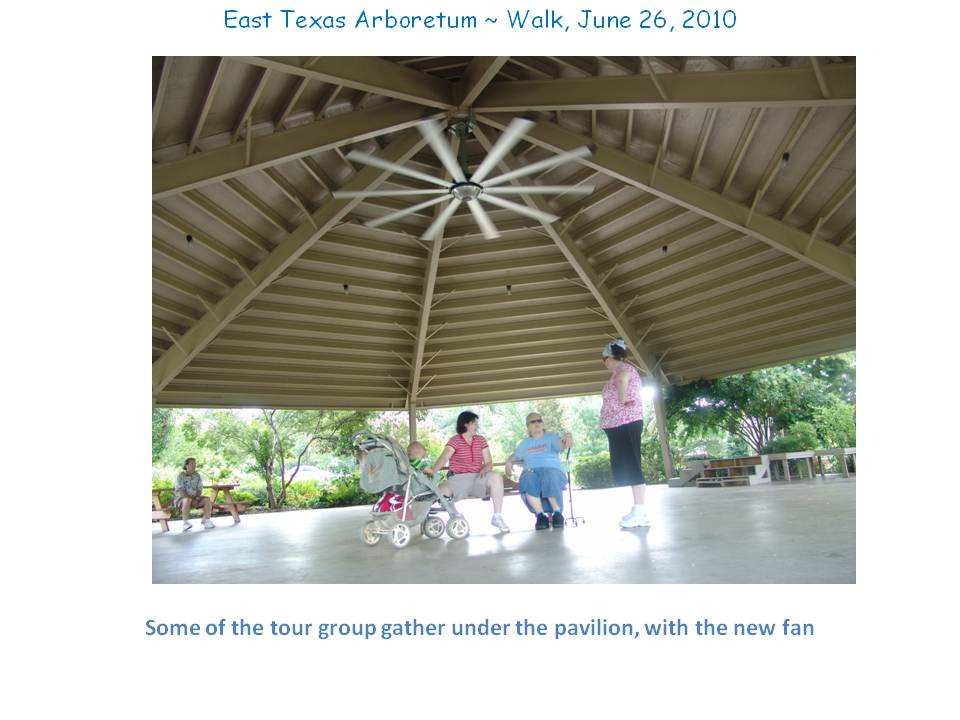 East Texas Arboretum ~ Walk, June 26, 2010
Some of the tour group gather under the pavilion, with the new fan